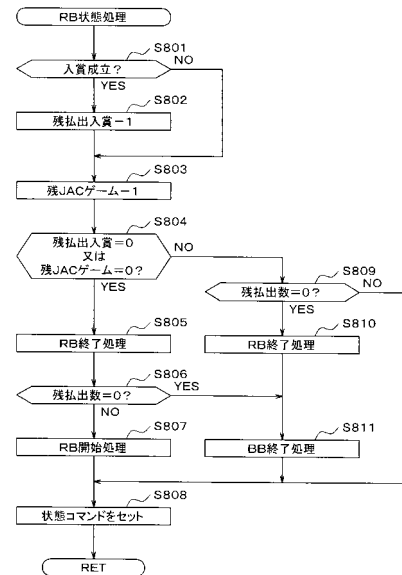 RB状態処理
S801
入賞成立?
NO
YES
S802
残払出入賞－1
S803
残JACゲーム－1
S804
残払出入賞＝0
又は
残JACゲーム＝0?
NO
YES
S809
残払出数＝0?
NO
YES
S805
RB終了処理
S810
RB終了処理
S806
残払出数＝0?
YES
NO
S807
RB開始処理
S811
BB終了処理
S808
状態コマンドをセット
RET